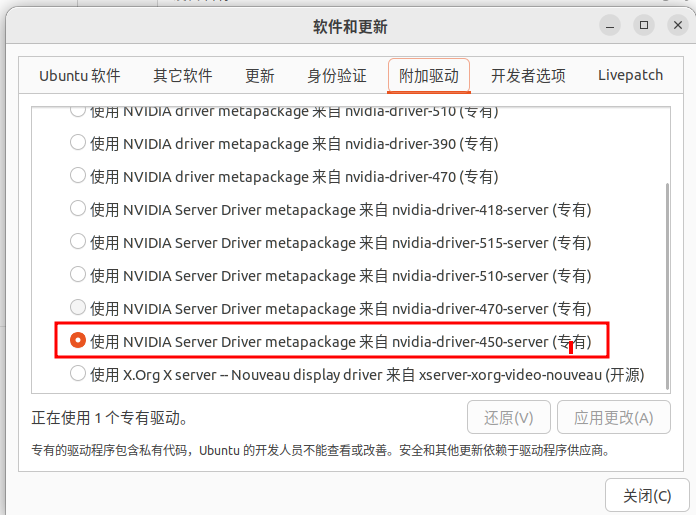 软件和更新
Ubuntu 软件 其它软件 更新 身份验证 附加驱动 开发者选项 Livepatch
使用 NVIDIA driver metapackage 来自 nvidia-driver-510 (专有)
使用 NVIDIA driver metapackage 来自 nvidia-driver-390 (专有)
使用 NVIDIA driver metapackage 来自 nvidia-driver-470 (专有)
使用 NVIDIA Server Driver metapackage 来自 nvidia-driver-418-server (专有)
使用 NVIDIA Server Driver metapackage 来自 nvidia-driver-515-server (专有)
使用 NVIDIA Server Driver metapackage 来自 nvidia-driver-510-server (专有)
使用 NVIDIA Server Driver metapackage 来自 nvidia-driver-470-server (专有)
使用 NVIDIA Server Driver metapackage 来自 nvidia-driver-450-server (专有)
使用 X.Org X server -- Nouveau display driver 来自 xserver-xorg-video-nouveau (开源)
正在使用 1 个专有驱动。 还原(V) 应用更改(A)
专有的驱动程序包含私有代码，Ubuntu 的开发人员不能查看或改善。安全和其他更新依赖于驱动程序供应商。
关闭(C)